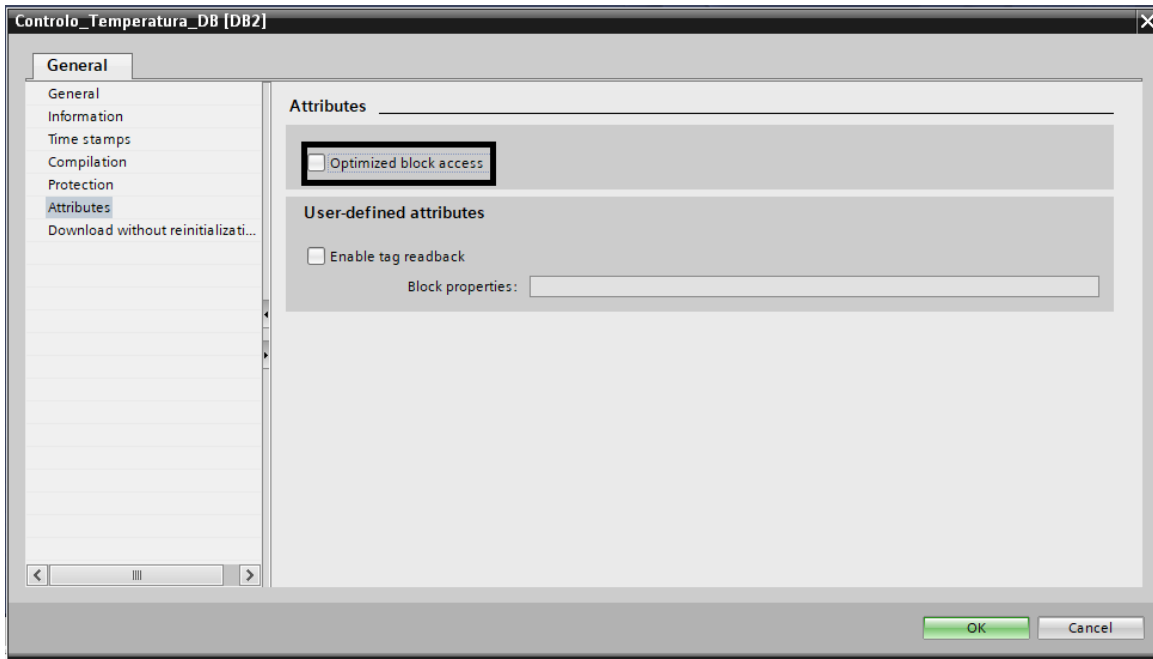 Controlo_Temperatura_DB [DB2]
General
General
Information
Time stamps
Compilation
Protection
Attributes
Download without reinitializati...
Attributes
Optimized block access
User-defined attributes
Enable tag readback
Block properties:
OK
Cancel